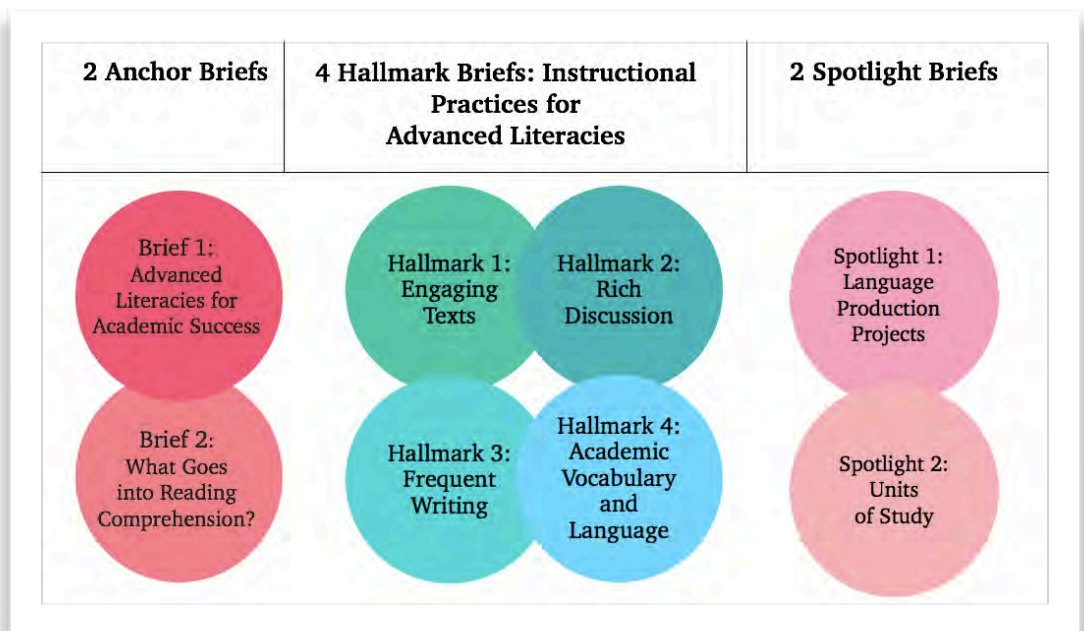 2 Anchor Briefs
4 Hallmark Briefs: Instructional
Practices for
Advanced Literacies
2 Spotlight Briefs
Brief 1:
Advanced
Literacies for
Academic Success
Brief 2:
What Goes
into Reading
Comprehension?
Hallmark 1:
Engaging
Texts
Hallmark 2:
Rich
Discussion
Hallmark 3:
Frequent
Writing
Hallmark 4:
Academic
Vocabulary
and
Language
Spotlight 1:
Language
Production
Projects
Spotlight 2:
Units
of Study